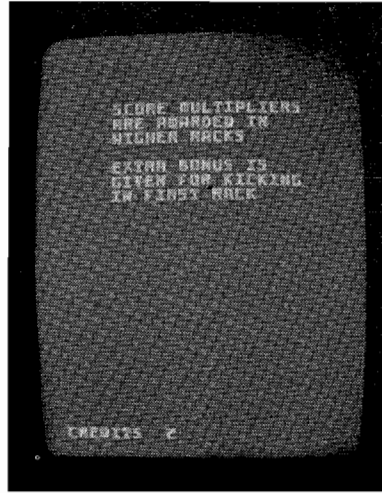 SCORE MULTIPLIERS
ARE AWARDED IN
HIGHER RACKS
EXTRA BONUS IS
GIVEN FOR KICKING
IN FIRST RACK
CREDITS 2